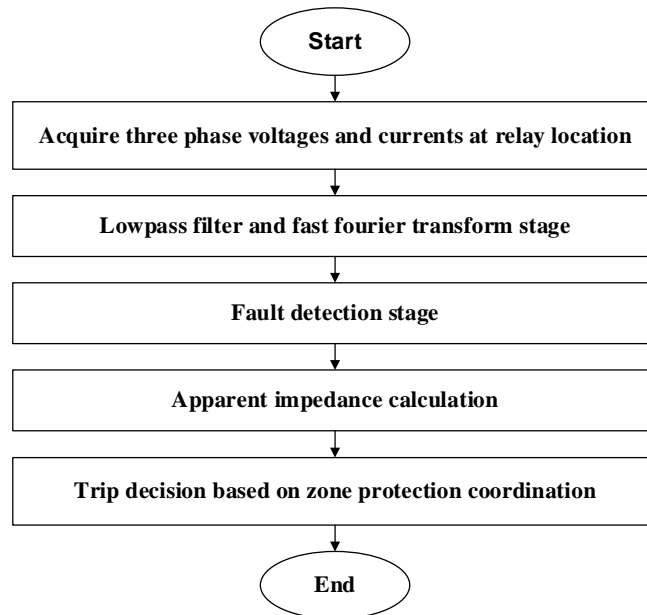 Start
Acquire three phase voltages and currents at relay location
Lowpass filter and fast fourier transform stage
Fault detection stage
Apparent impedance calculation
Trip decision based on zone protection coordination
End